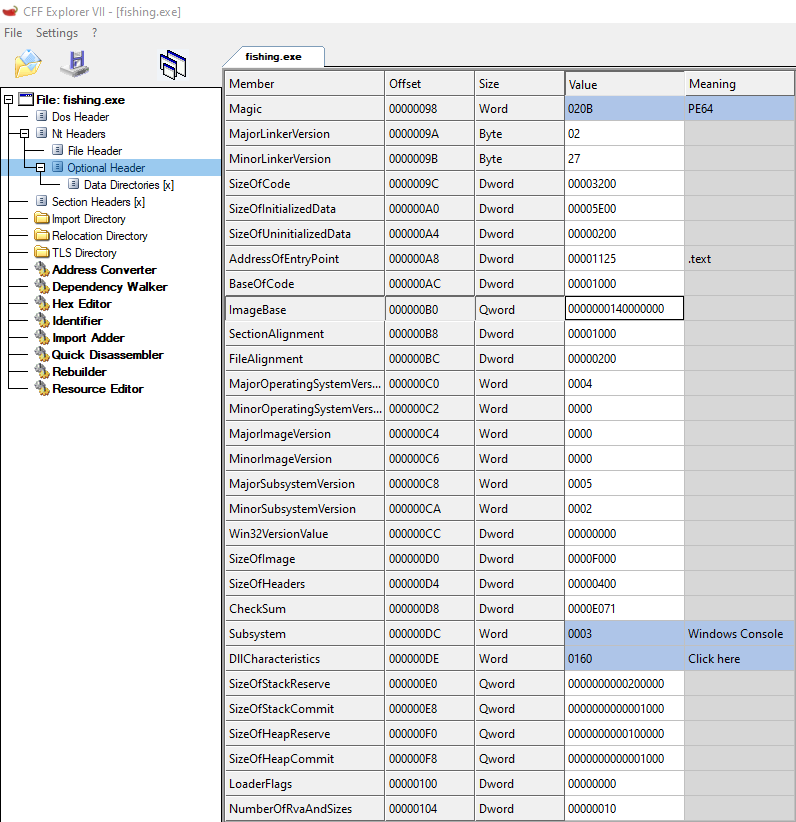 CFF Explorer VII - [fishing.exe]
File Settings ?
File: fishing.exe
Dos Header
Nt Headers
File Header
Optional Header
Data Directories [x]
Section Headers [x]
Import Directory
Relocation Directory
TLS Directory
Address Converter
Dependency Walker
Hex Editor
Identifier
Import Adder
Quick Disassembler
Rebuilder
Resource Editor
fishing.exe
Member Offset Size Value Meaning
Magic 00000098 Word 020B PE64
MajorLinkerVersion 0000009A Byte 02
MinorLinkerVersion 0000009B Byte 27
SizeOfCode 0000009C Dword 00003200
SizeOfInitializedData 000000A0 Dword 00005E00
SizeOfUninitializedData 000000A4 Dword 00000200
AddressOfEntryPoint 000000A8 Dword 00001125 .text
BaseOfCode 000000AC Dword 00001000
ImageBase 000000B0 Qword 0000000140000000
SectionAlignment 000000B8 Dword 00001000
FileAlignment 000000BC Dword 00000200
MajorOperatingSystemVers... 000000C0 Word 0004
MinorOperatingSystemVers... 000000C2 Word 0000
MajorImageVersion 000000C4 Word 0000
MinorImageVersion 000000C6 Word 0000
MajorSubsystemVersion 000000C8 Word 0005
MinorSubsystemVersion 000000CA Word 0002
Win32VersionValue 000000CC Dword 00000000
SizeOfImage 000000D0 Dword 0000F000
SizeOfHeaders 000000D4 Dword 00000400
CheckSum 000000D8 Dword 0000E071
Subsystem 000000DC Word 0003 Windows Console
DllCharacteristics 000000DE Word 0160 Click here
SizeOfStackReserve 000000E0 Qword 0000000000200000
SizeOfStackCommit 000000E8 Qword 0000000000001000
SizeOfHeapReserve 000000F0 Qword 0000000000100000
SizeOfHeapCommit 000000F8 Qword 0000000000001000
LoaderFlags 00000100 Dword 00000000
NumberOfRvaAndSizes 00000104 Dword 00000010